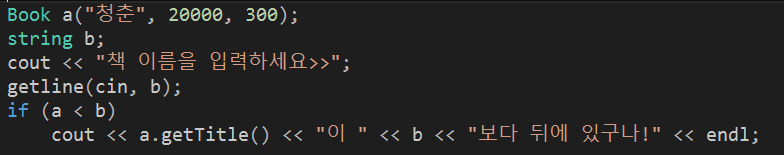 Book a("청춘", 20000, 300);
string b;
cout << "책 이름을 입력하세요>>";
getline(cin, b);
if (a < b)
    cout << a.getTitle() << "이 " << b << "보다 뒤에 있구나!" << endl;